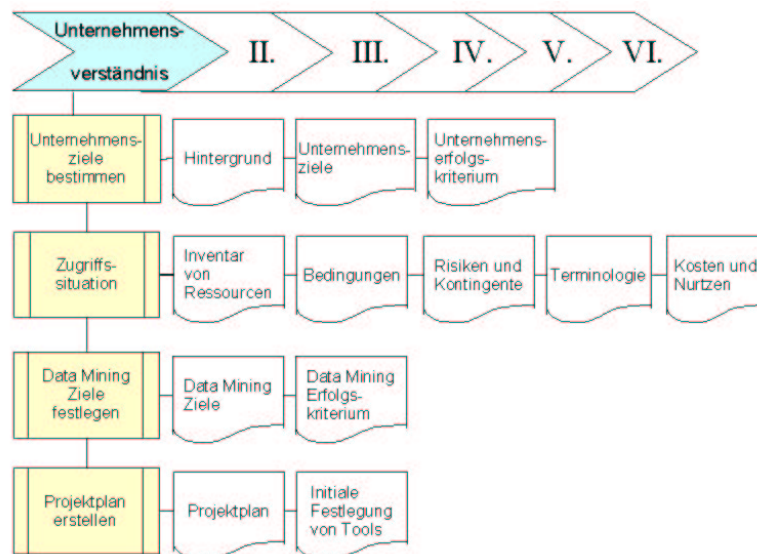 Unternehmens-
verständnis
II.
III.
IV.
V.
VI.
Unternehmens-
ziele
bestimmen
Hintergrund
Unternehmens-
ziele
Unternehmens-
erfolgs-
kriterium
Zugriffs-
situation
Inventar
von
Ressourcen
Bedingungen
Risiken und
Kontingente
Terminologie
Kosten und
Nurtzen
Data Mining
Ziele
festlegen
Data Mining
Ziele
Data Mining
Erfolgs-
kriterium
Projektplan
erstellen
Projektplan
Initiale
Festlegung
von Tools